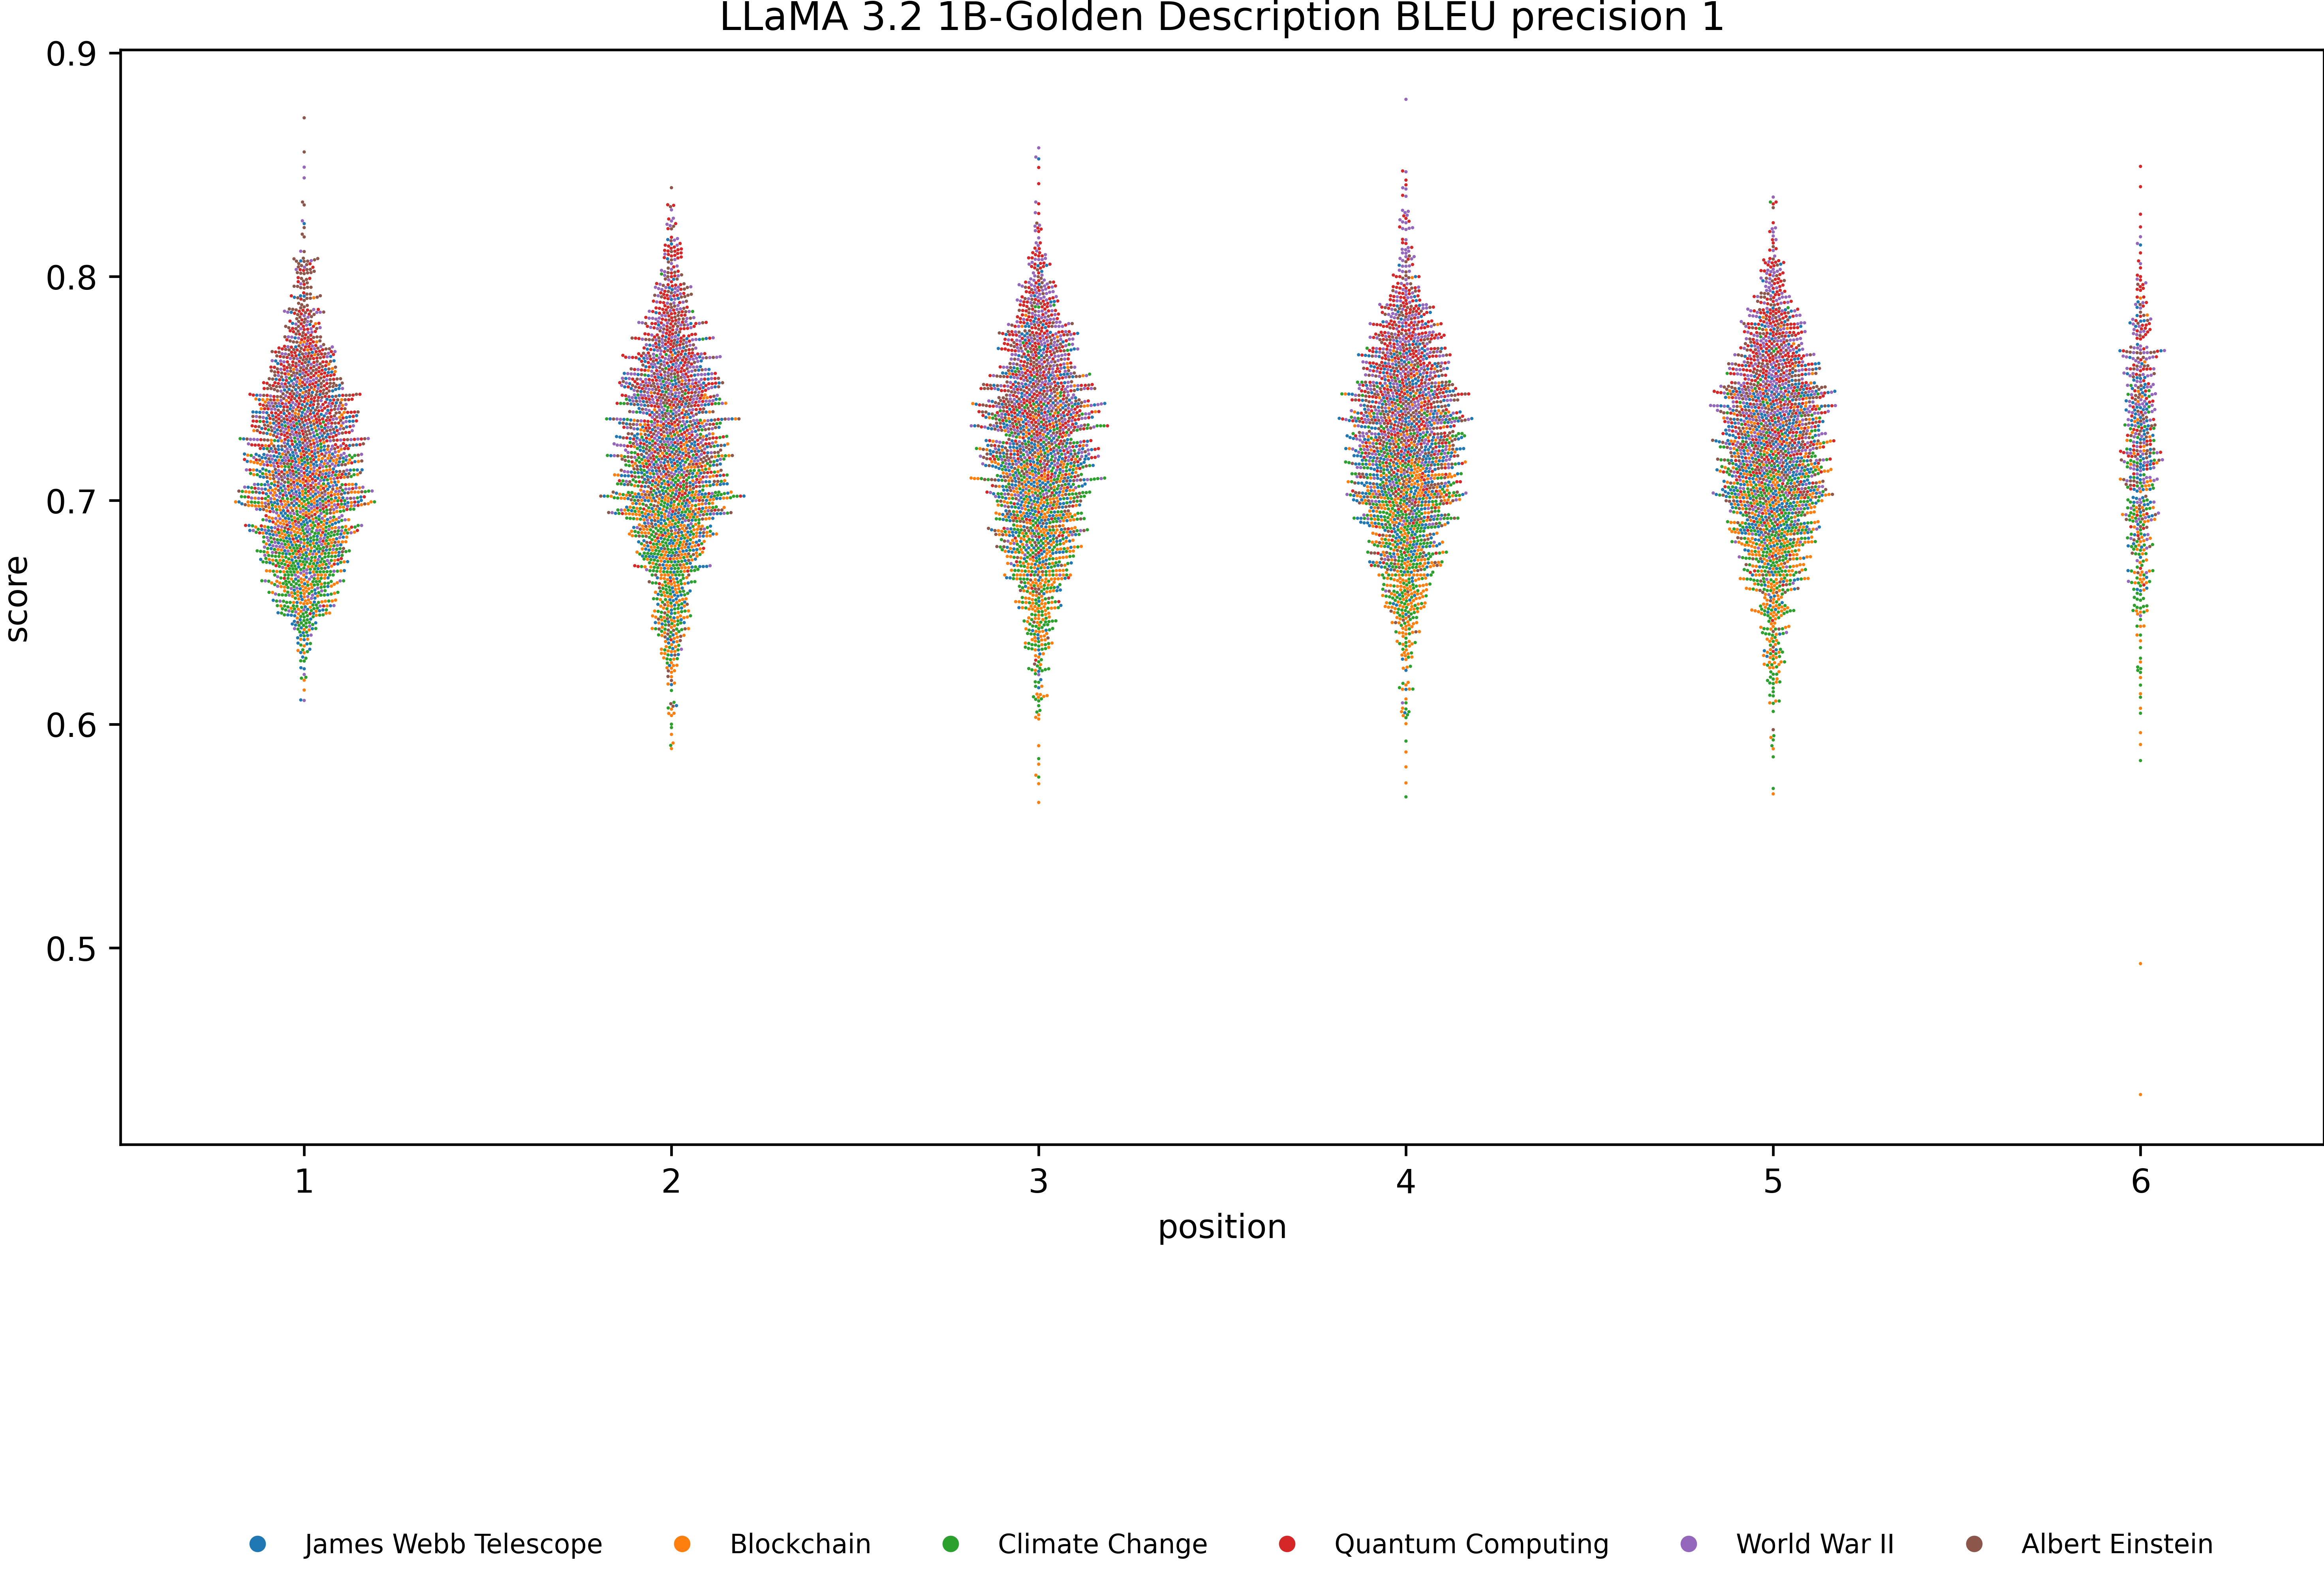 LLaMA 3.2 1B-Golden Description BLEU precision 1
0.9
0.8
0.7
0.6
0.5
score
1 2 3 4 5 6
position
James Webb Telescope Blockchain Climate Change Quantum Computing World War II Albert Einstein